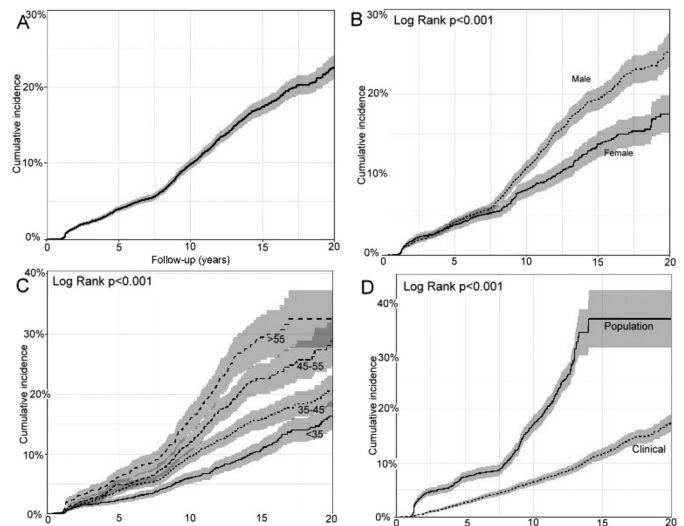 A
30%
20%
10%
0%
Cumulative incidence
0 5 10 15 20
Follow-up (years)
B
Log Rank p<0.001
30%
20%
10%
0%
Cumulative incidence
Male
Female
0 5 10 15 20
C
Log Rank p<0.001
40%
30%
20%
10%
0%
Cumulative incidence
>55
45-55
35-45
<35
0 5 10 15 20
D
Log Rank p<0.001
40%
30%
20%
10%
0%
Cumulative incidence
Population
Clinical
0 5 10 15 20